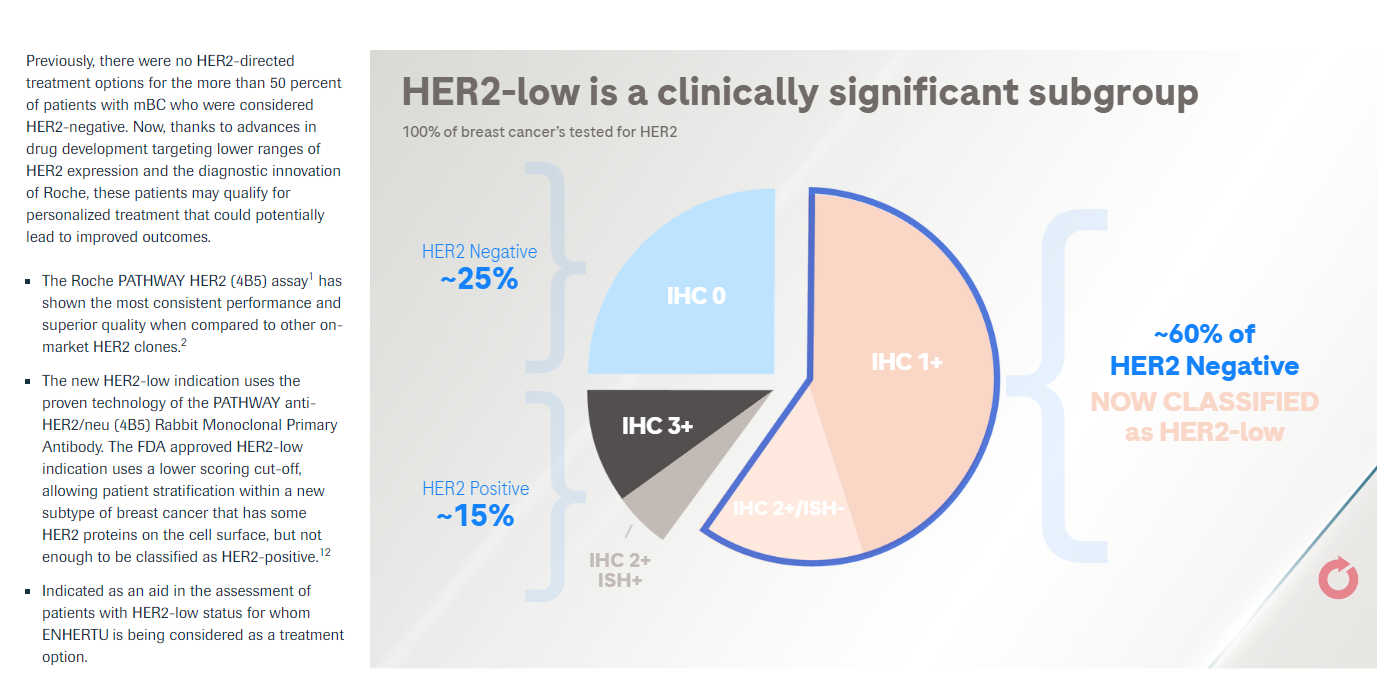 Previously, there were no HER2-directed
treatment options for the more than 50 percent
of patients with mBC who were considered
HER2-negative. Now, thanks to advances in
drug development targeting lower ranges of
HER2 expression and the diagnostic innovation
of Roche, these patients may qualify for
personalized treatment that could potentially
lead to improved outcomes.
▪ The Roche PATHWAY HER2 (4B5) assay¹ has
shown the most consistent performance and
superior quality when compared to other on-
market HER2 clones.²
▪ The new HER2-low indication uses the
proven technology of the PATHWAY anti-
HER2/neu (4B5) Rabbit Monoclonal Primary
Antibody. The FDA approved HER2-low
indication uses a lower scoring cut-off,
allowing patient stratification within a new
subtype of breast cancer that has some
HER2 proteins on the cell surface, but not
enough to be classified as HER2-positive.¹²
▪ Indicated as an aid in the assessment of
patients with HER2-low status for whom
ENHERTU is being considered as a treatment
option.
HER2-low is a clinically significant subgroup
100% of breast cancer's tested for HER2
HER2 Negative
~25%
IHC 0
HER2 Positive
~15%
IHC 3+
IHC 2+
ISH+
IHC 1+
IHC 2+/ISH-
~60% of
HER2 Negative
NOW CLASSIFIED
as HER2-low